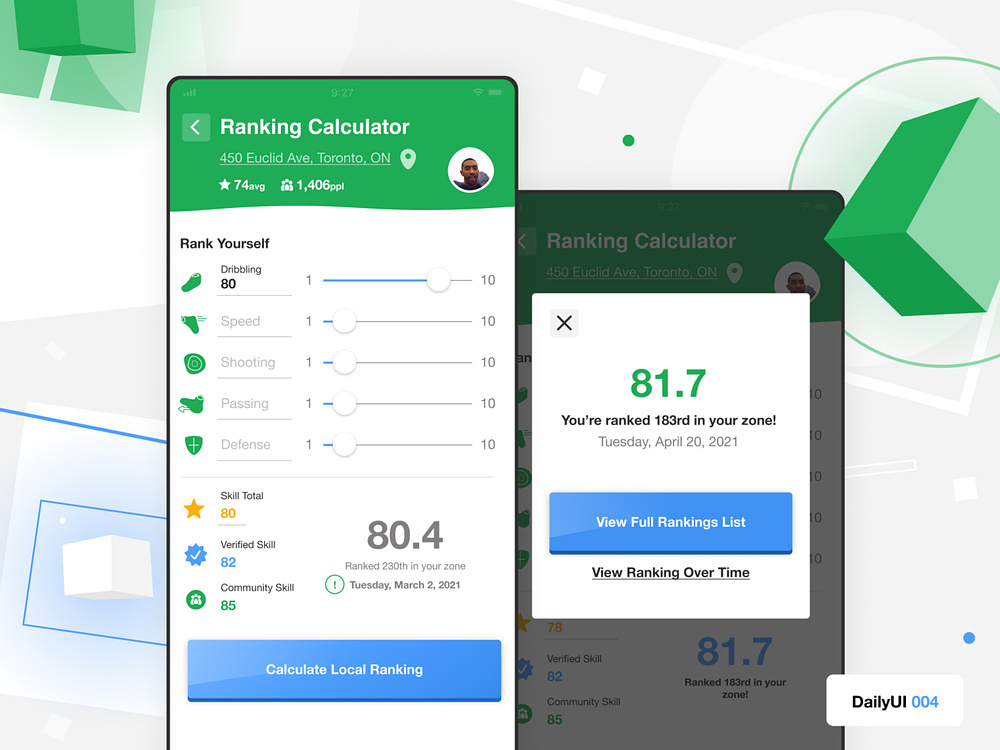 9:27
Ranking Calculator
450 Euclid Ave, Toronto, ON
74avg 1,406ppl
Rank Yourself
Dribbling
80
1 10
Speed 1 10
Shooting 1 10
Passing 1 10
Defense 1 10
Skill Total
80
Verified Skill
82
Community Skill
85
80.4
Ranked 230th in your zone
! Tuesday, March 2, 2021
Calculate Local Ranking
9:27
Ranking Calculator
450 Euclid Ave, Toronto, ON
81.7
You’re ranked 183rd in your zone!
Tuesday, April 20, 2021
View Full Rankings List
View Ranking Over Time
10
10
10
10
10
78
Verified Skill
82
Community Skill
85
81.7
Ranked 183rd in your
zone!
DailyUI 004